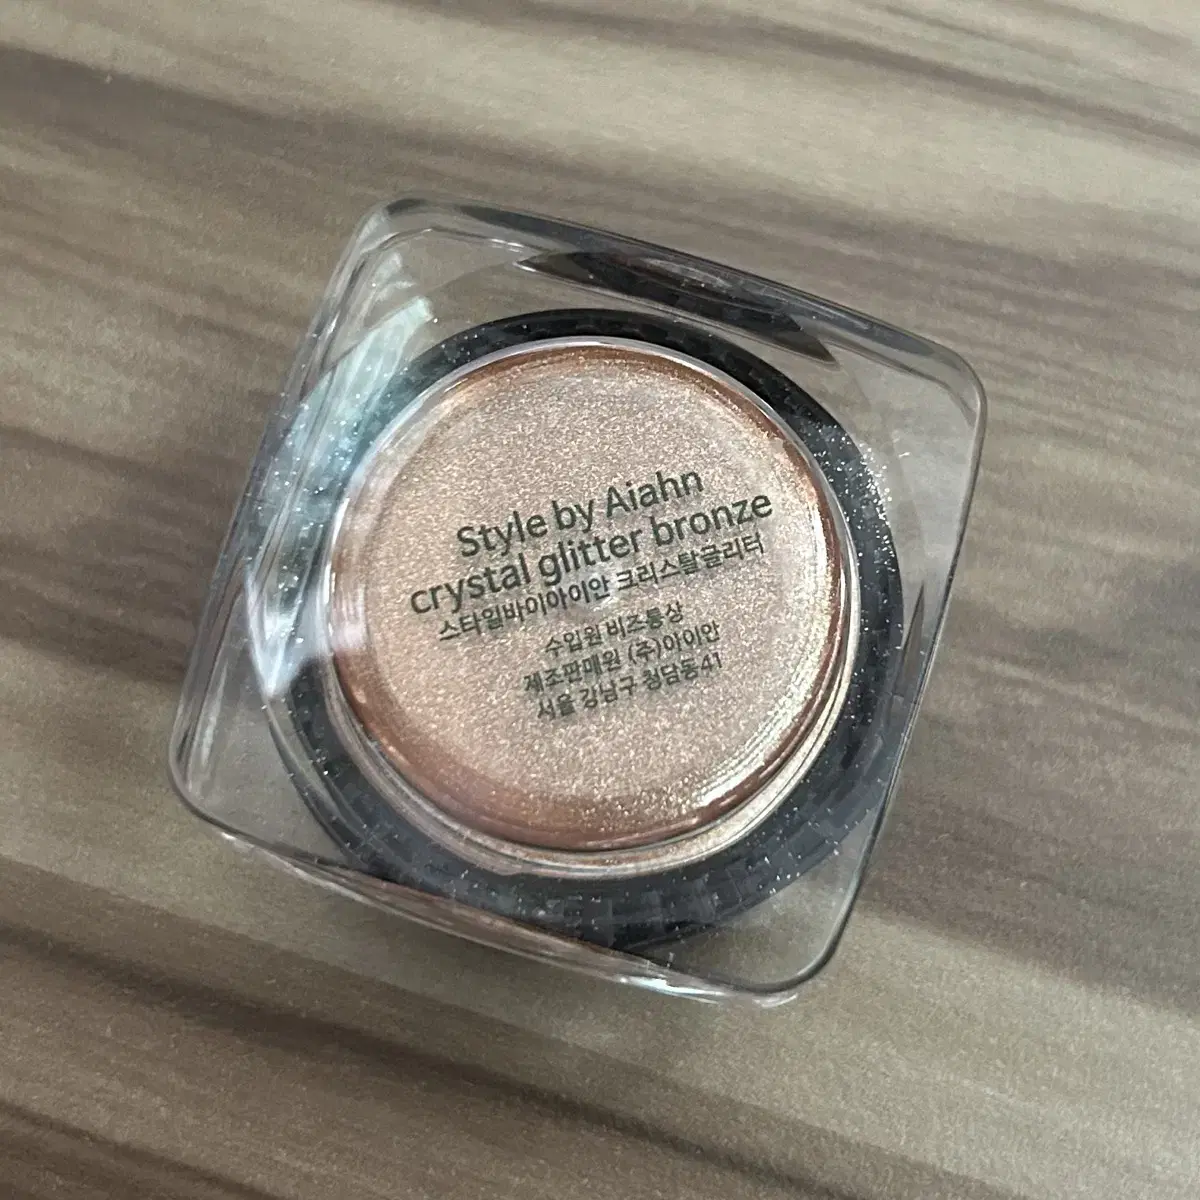 Style by Aiahn
crystal glitter bronze
스타일바이아이안 크리스탈글리터
수입원 비즈통상
제조판매원 (주)아이안
서울 강남구 청담동41